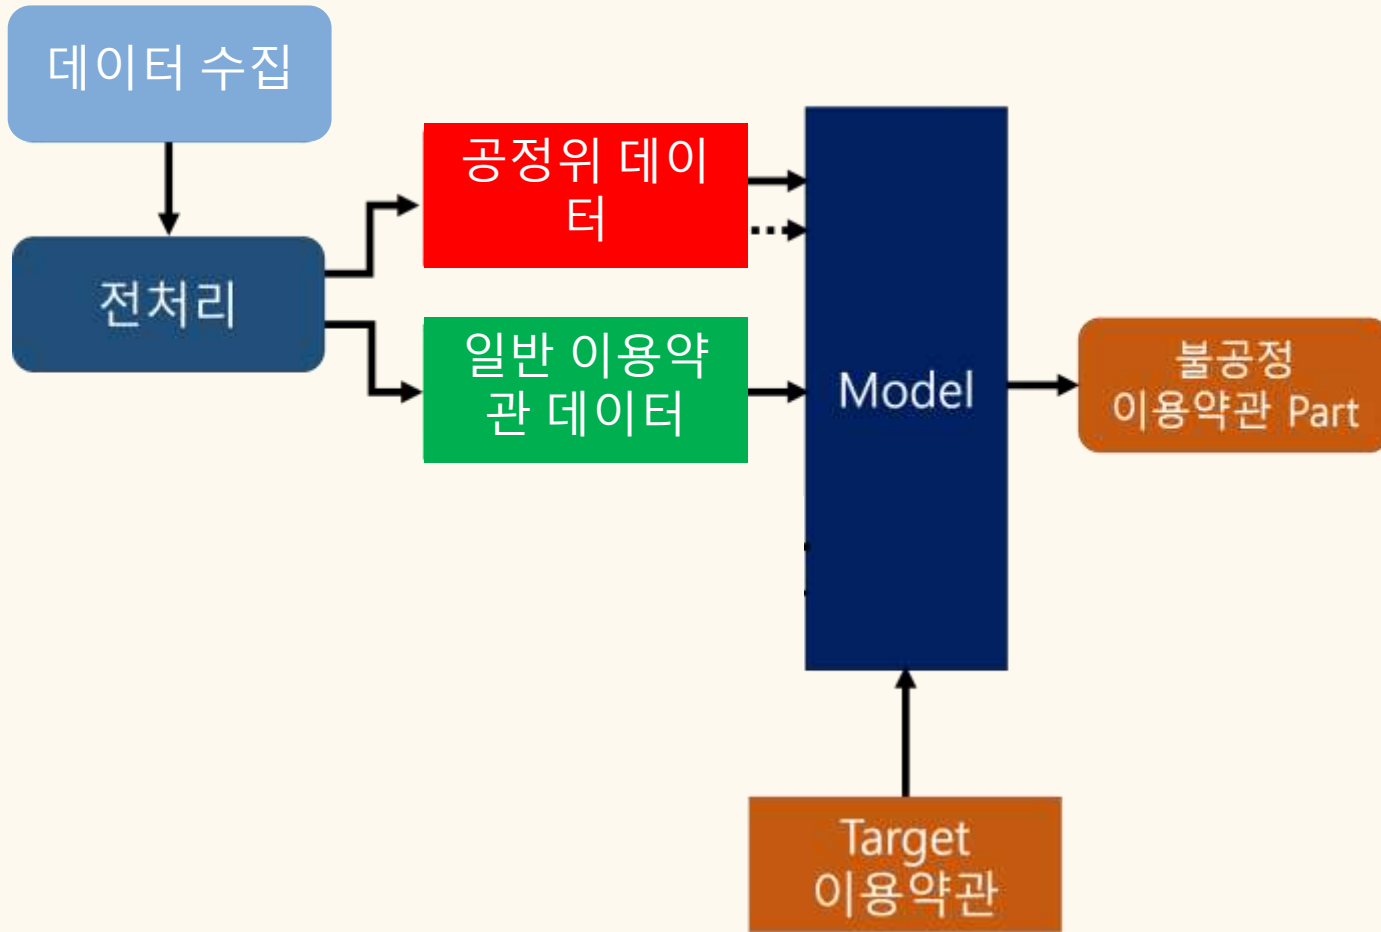 데이터 수집
공정위 데이
터
전처리
일반 이용약
관 데이터
Model
불공정
이용약관 Part
Target
이용약관